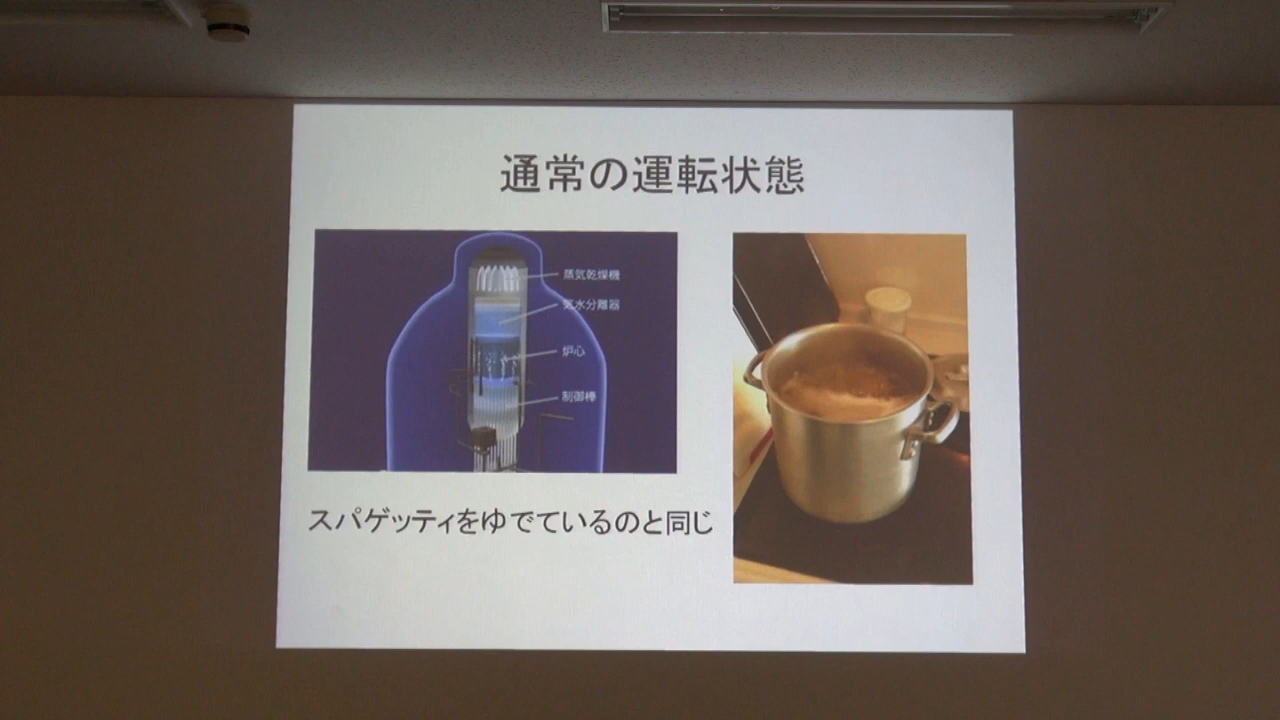 通常の運転状態
蒸気乾燥機
気水分離器
炉心
制御棒
スパゲッティをゆでているのと同じ